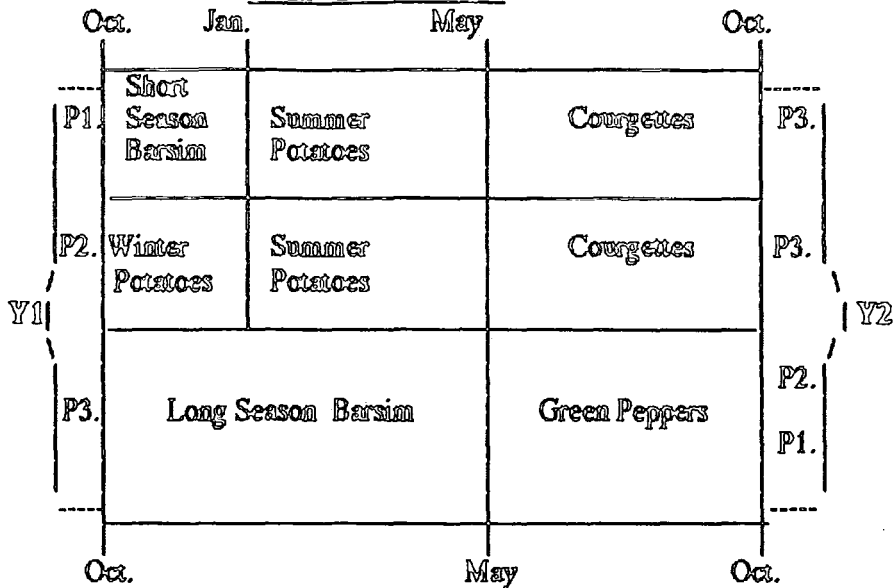 Oct. Jan. May Oct.
Short
P1. Season Summer Courgettes P3.
Barsim Potatoes
P2. Winter Summer Courgettes P3.
Potatoes Potatoes
Y1 Y2
P2.
P3. Long Season Barsim Green Peppers
P1.
Oct. May Oct.